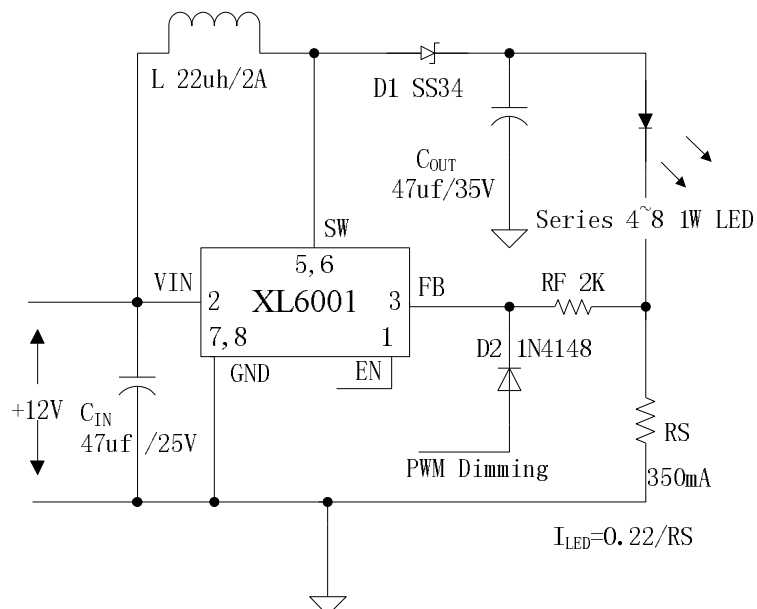 L 22uh/2A
D1 SS34
COUT
47uf/35V
Series 4~8 1W LED
SW
5,6
VIN
2
XL6001
3
FB
RF 2K
7,8
1
D2 1N4148
GND
EN
+12V
CIN
47uf /25V
PWM Dimming
RS
350mA
ILED=0.22/RS